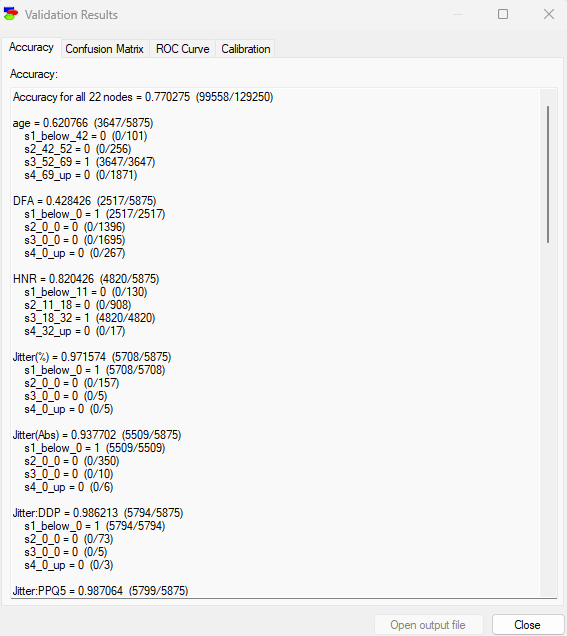 Validation Results
Accuracy Confusion Matrix ROC Curve Calibration
Accuracy:
Accuracy for all 22 nodes = 0.770275 (99558/129250)
age = 0.620766 (3647/5875)
s1_below_42 = 0 (0/101)
s2_42_52 = 0 (0/256)
s3_52_69 = 1 (3647/3647)
s4_69_up = 0 (0/1871)
DFA = 0.428426 (2517/5875)
s1_below_0 = 1 (2517/2517)
s2_0_0 = 0 (0/1396)
s3_0_0 = 0 (0/1695)
s4_0_up = 0 (0/267)
HNR = 0.820426 (4820/5875)
s1_below_11 = 0 (0/130)
s2_11_18 = 0 (0/908)
s3_18_32 = 1 (4820/4820)
s4_32_up = 0 (0/17)
Jitter(%) = 0.971574 (5708/5875)
s1_below_0 = 1 (5708/5708)
s2_0_0 = 0 (0/157)
s3_0_0 = 0 (0/5)
s4_0_up = 0 (0/5)
Jitter(Abs) = 0.937702 (5509/5875)
s1_below_0 = 1 (5509/5509)
s2_0_0 = 0 (0/350)
s3_0_0 = 0 (0/10)
s4_0_up = 0 (0/6)
Jitter:DDP = 0.986213 (5794/5875)
s1_below_0 = 1 (5794/5794)
s2_0_0 = 0 (0/73)
s3_0_0 = 0 (0/5)
s4_0_up = 0 (0/3)
Jitter:PPQ5 = 0.987064 (5799/5875)
Open output file Close